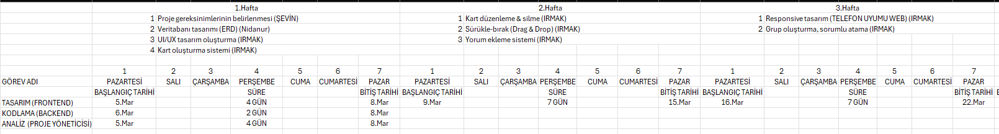 1.Hafta 2.Hafta 3.Hafta
1 Proje gereksinimlerinin belirlenmesi (ŞEVİN) 1 Kart düzenleme & silme (IRMAK) 1 Responsive tasarım (TELEFON UYUMU WEB) (IRMAK)
2 Veritabanı tasarımı (ERD) (Nidanur) 2 Sürükle-bırak (Drag & Drop) (IRMAK) 2 Grup oluşturma, sorumlu atama (IRMAK)
3 UI/UX tasarım oluşturma (IRMAK) 3 Yorum ekleme sistemi (IRMAK)
4 Kart oluşturma sistemi (IRMAK)
1 2 3 4 5 6 7 1 2 3 4 5 6 7 1 2 3 4 5 6 7
GÖREV ADI PAZARTESİ SALI ÇARŞAMBA PERŞEMBE CUMA CUMARTESİ PAZAR PAZARTESİ SALI ÇARŞAMBA PERŞEMBE CUMA CUMARTESİ PAZAR PAZARTESİ SALI ÇARŞAMBA PERŞEMBE CUMA CUMARTESİ PAZAR
BAŞLANGIÇ TARİHİ SÜRE BİTİŞ TARİHİ BAŞLANGIÇ TARİHİ SÜRE BİTİŞ TARİHİ BAŞLANGIÇ TARİHİ SÜRE BİTİŞ TARİHİ
TASARIM (FRONTEND) 5.Mar 4 GÜN 8.Mar 9.Mar 7 GÜN 15.Mar 16.Mar 7 GÜN 22.Mar
KODLAMA (BACKEND) 6.Mar 2 GÜN 8.Mar
ANALİZ (PROJE YÖNETİCİSİ) 5.Mar 4 GÜN 8.Mar